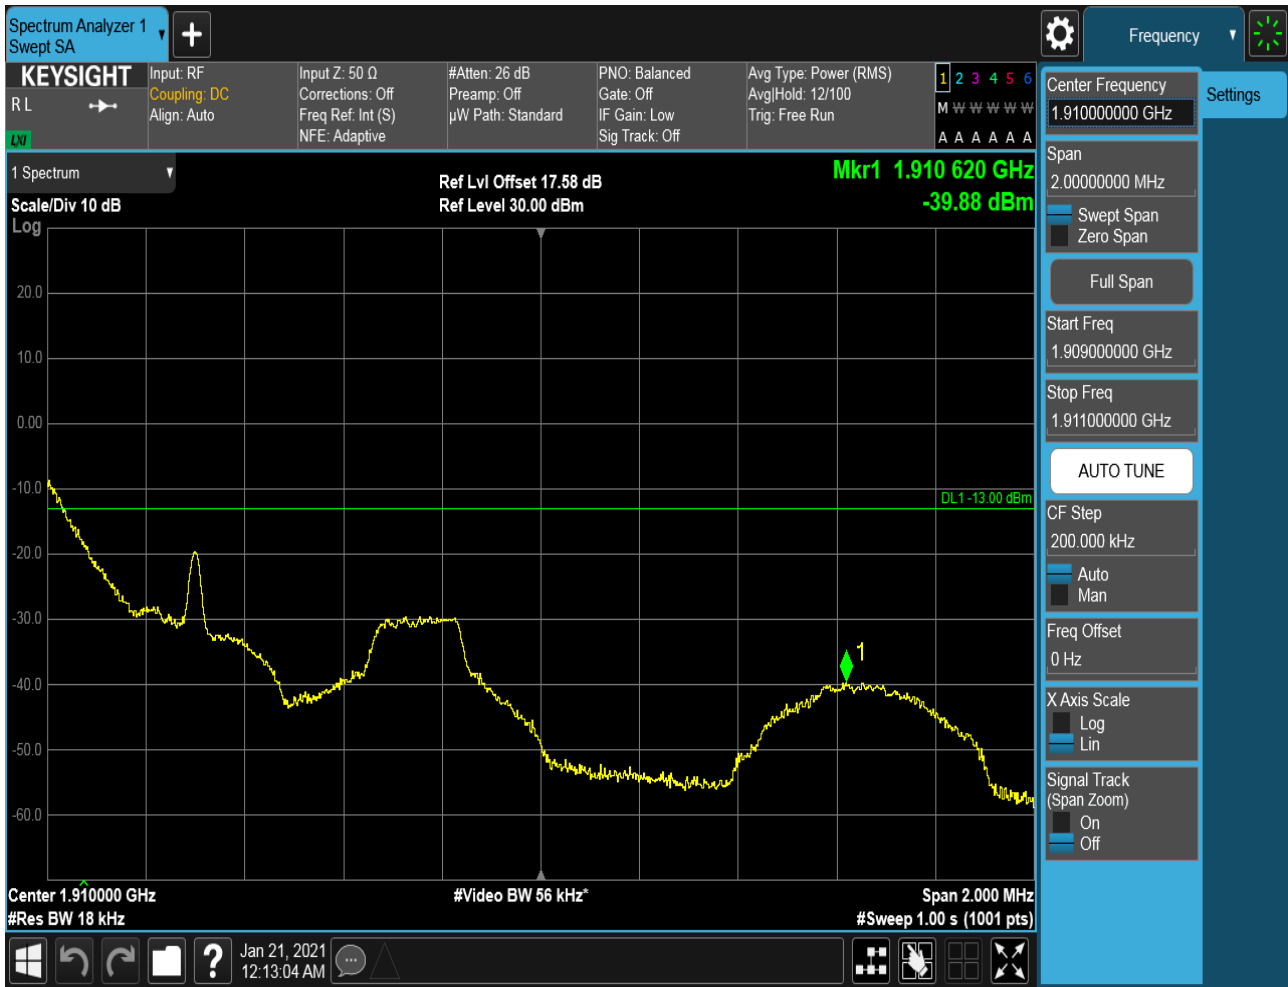 Spectrum Analyzer 1
Swept SA
Frequency
KEYSIGHT
R L
LXI
Input: RF
Coupling: DC
Align: Auto
Input Z: 50 Ω
Corrections: Off
Freq Ref: Int (S)
NFE: Adaptive
#Atten: 26 dB
Preamp: Off
µW Path: Standard
PNO: Balanced
Gate: Off
IF Gain: Low
Sig Track: Off
Avg Type: Power (RMS)
Avg|Hold: 12/100
Trig: Free Run
1 2 3 4 5 6
M W W W W W
A A A A A A
1 Spectrum
Scale/Div 10 dB
Log
Ref Lvl Offset 17.58 dB
Ref Level 30.00 dBm
Mkr1 1.910 620 GHz
-39.88 dBm
20.0
10.0
0.00
-10.0
DL1 -13.00 dBm
-20.0
-30.0
1
-40.0
-50.0
-60.0
Center 1.910000 GHz
#Res BW 18 kHz
#Video BW 56 kHz*
Span 2.000 MHz
#Sweep 1.00 s (1001 pts)
Center Frequency
1.910000000 GHz
Settings
Span
2.00000000 MHz
Swept Span
Zero Span
Full Span
Start Freq
1.909000000 GHz
Stop Freq
1.911000000 GHz
AUTO TUNE
CF Step
200.000 kHz
Auto
Man
Freq Offset
0 Hz
X Axis Scale
Log
Lin
Signal Track
(Span Zoom)
On
Off
?
Jan 21, 2021
12:13:04 AM